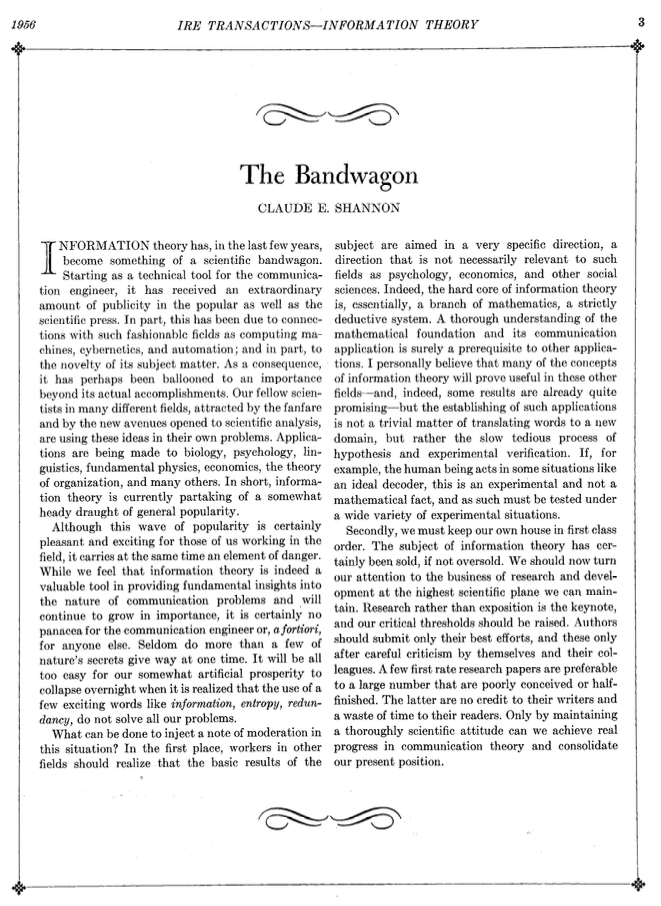 1956
IRE TRANSACTIONS—INFORMATION THEORY
3
The Bandwagon
CLAUDE E. SHANNON
INFORMATION theory has, in the last few years,
become something of a scientific bandwagon.
Starting as a technical tool for the communica-
tion engineer, it has received an extraordinary
amount of publicity in the popular as well as the
scientific press. In part, this has been due to connec-
tions with such fashionable fields as computing ma-
chines, cybernetics, and automation; and in part, to
the novelty of its subject matter. As a consequence,
it has perhaps been ballooned to an importance
beyond its actual accomplishments. Our fellow scien-
tists in many different fields, attracted by the fanfare
and by the new avenues opened to scientific analysis,
are using these ideas in their own problems. Applica-
tions are being made to biology, psychology, lin-
guistics, fundamental physics, economics, the theory
of organization, and many others. In short, informa-
tion theory is currently partaking of a somewhat
heady draught of general popularity.
Although this wave of popularity is certainly
pleasant and exciting for those of us working in the
field, it carries at the same time an element of danger.
While we feel that information theory is indeed a
valuable tool in providing fundamental insights into
the nature of communication problems and will
continue to grow in importance, it is certainly no
panacea for the communication engineer or, a fortiori,
for anyone else. Seldom do more than a few of
nature's secrets give way at one time. It will be all
too easy for our somewhat artificial prosperity to
collapse overnight when it is realized that the use of a
few exciting words like information, entropy, redun-
dancy, do not solve all our problems.
What can be done to inject a note of moderation in
this situation? In the first place, workers in other
fields should realize that the basic results of the
subject are aimed in a very specific direction, a
direction that is not necessarily relevant to such
fields as psychology, economics, and other social
sciences. Indeed, the hard core of information theory
is, essentially, a branch of mathematics, a strictly
deductive system. A thorough understanding of the
mathematical foundation and its communication
application is surely a prerequisite to other applica-
tions. I personally believe that many of the concepts
of information theory will prove useful in these other
fields—and, indeed, some results are already quite
promising—but the establishing of such applications
is not a trivial matter of translating words to a new
domain, but rather the slow tedious process of
hypothesis and experimental verification. If, for
example, the human being acts in some situations like
an ideal decoder, this is an experimental and not a
mathematical fact, and as such must be tested under
a wide variety of experimental situations.
Secondly, we must keep our own house in first class
order. The subject of information theory has cer-
tainly been sold, if not oversold. We should now turn
our attention to the business of research and devel-
opment at the highest scientific plane we can main-
tain. Research rather than exposition is the keynote,
and our critical thresholds should be raised. Authors
should submit only their best efforts, and these only
after careful criticism by themselves and their col-
leagues. A few first rate research papers are preferable
to a large number that are poorly conceived or half-
finished. The latter are no credit to their writers and
a waste of time to their readers. Only by maintaining
a thoroughly scientific attitude can we achieve real
progress in communication theory and consolidate
our present position.